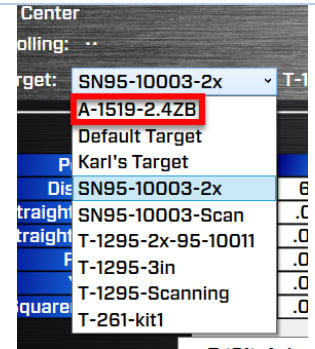 Center
olling: ··
rget: SN95-10003-2x T-1
A-1519-2.4ZB
Default Target
Karl's Target
SN95-10003-2x
SN95-10003-Scan
T-1295-2x-95-10011
T-1295-3in
T-1295-Scanning
T-261-kit1
P
Dis 6
traight .0
traight .0
F .0
.0
quare .0